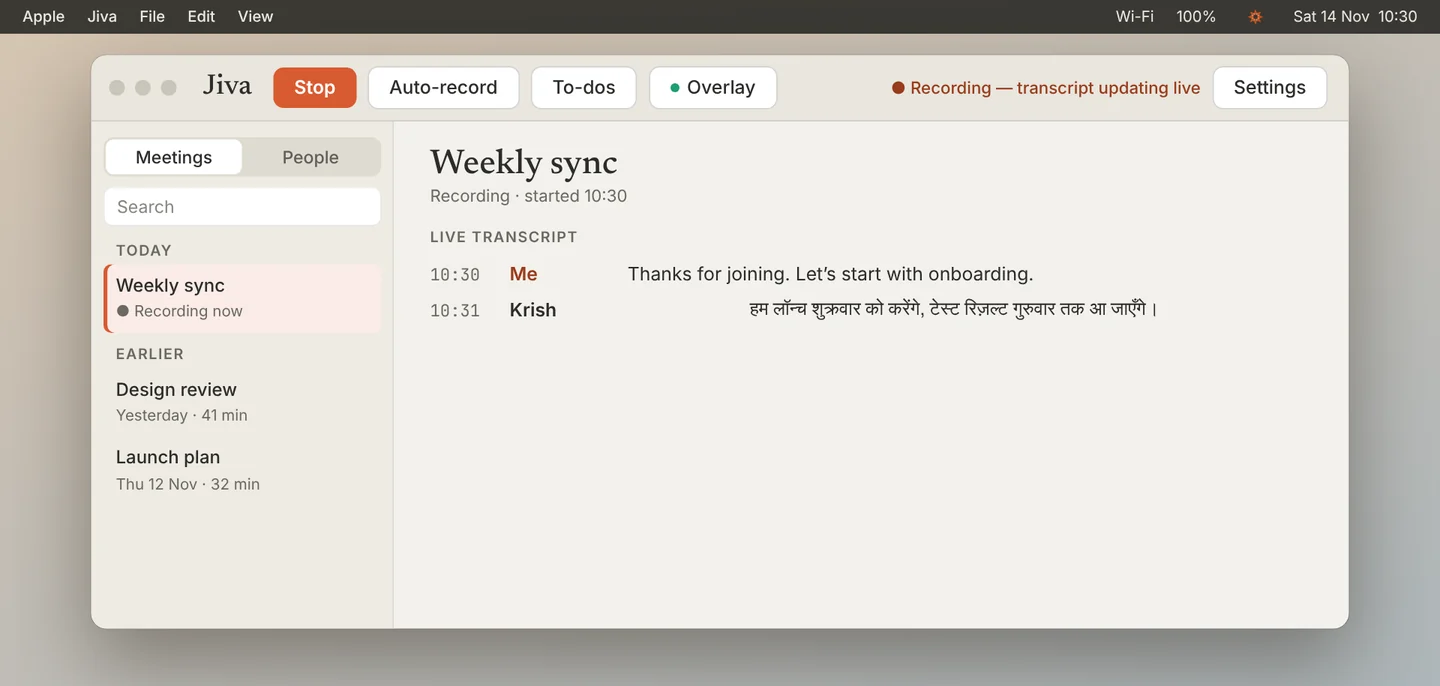 Apple Jiva File Edit View Wi-Fi 100% Sat 14 Nov 10:30
Jiva Stop Auto-record To-dos Overlay Recording — transcript updating live Settings
Meetings People
Search
TODAY
Weekly sync
Recording now
EARLIER
Design review
Yesterday · 41 min
Launch plan
Thu 12 Nov · 32 min
Weekly sync
Recording · started 10:30
LIVE TRANSCRIPT
10:30 Me Thanks for joining. Let’s start with onboarding.
10:31 Krish हम लॉन्च शुक्रवार को करेंगे, टेस्ट रिज़ल्ट गुरुवार तक आ जाएँगे।